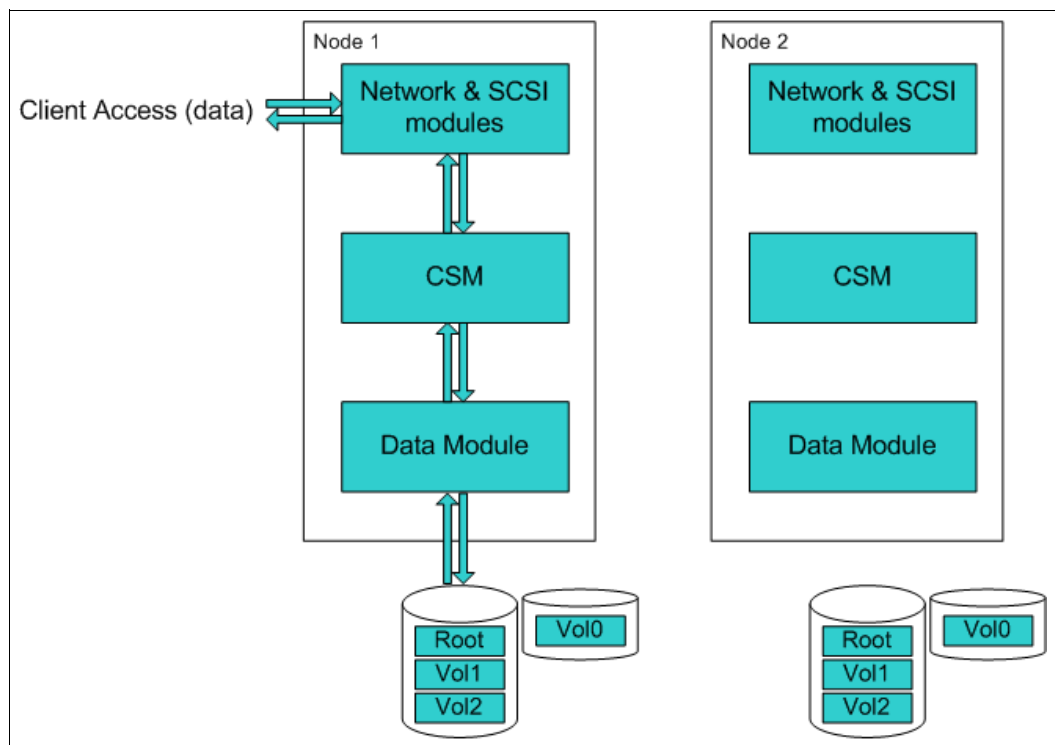 Node 1
Network & SCSI
modules
Client Access (data)
CSM
Data Module
Root
Vol1
Vol2
Vol0
Node 2
Network & SCSI
modules
CSM
Data Module
Root
Vol1
Vol2
Vol0